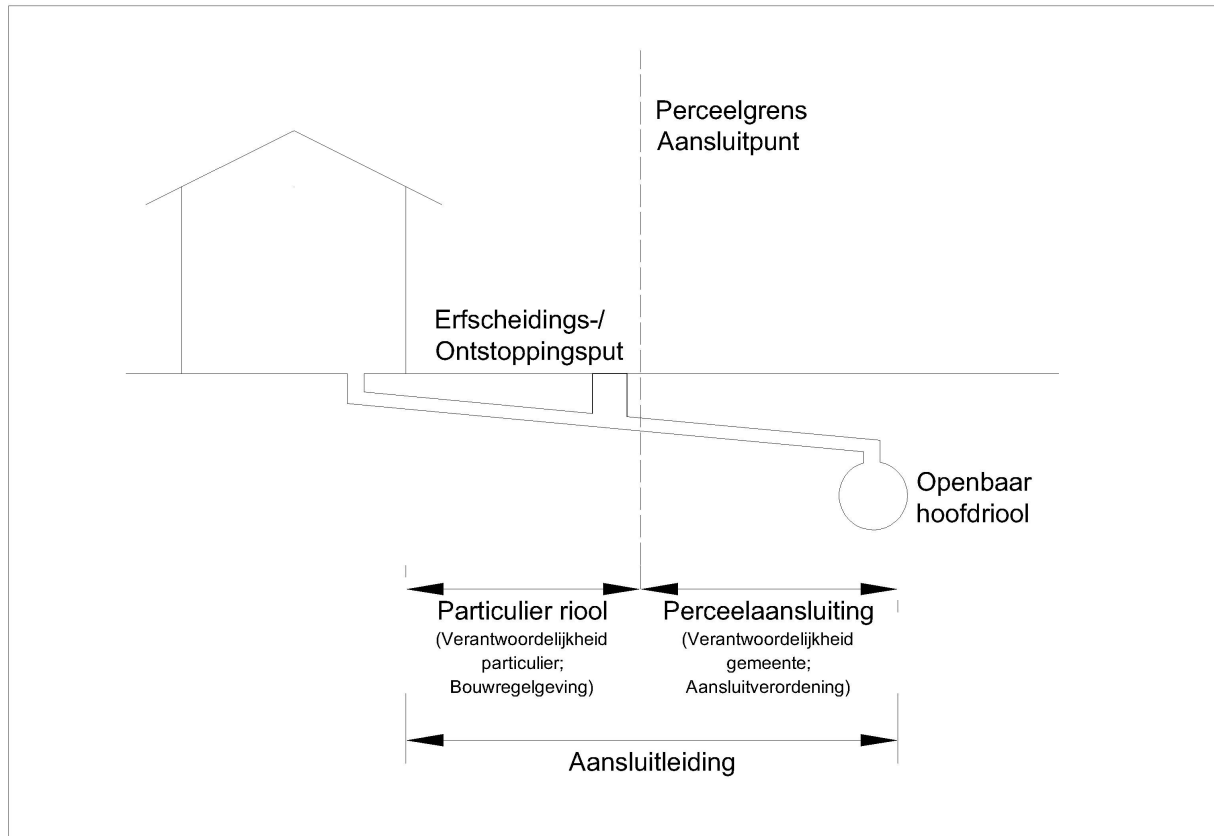 Perceelgrens
Aansluitpunt
Erfscheidings-/
Ontstoppingsput
Openbaar
hoofdriool
Particulier riool
(Verantwoordelijkheid
particulier;
Bouwregelgeving)
Perceelaansluiting
(Verantwoordelijkheid
gemeente;
Aansluitverordening)
Aansluitleiding